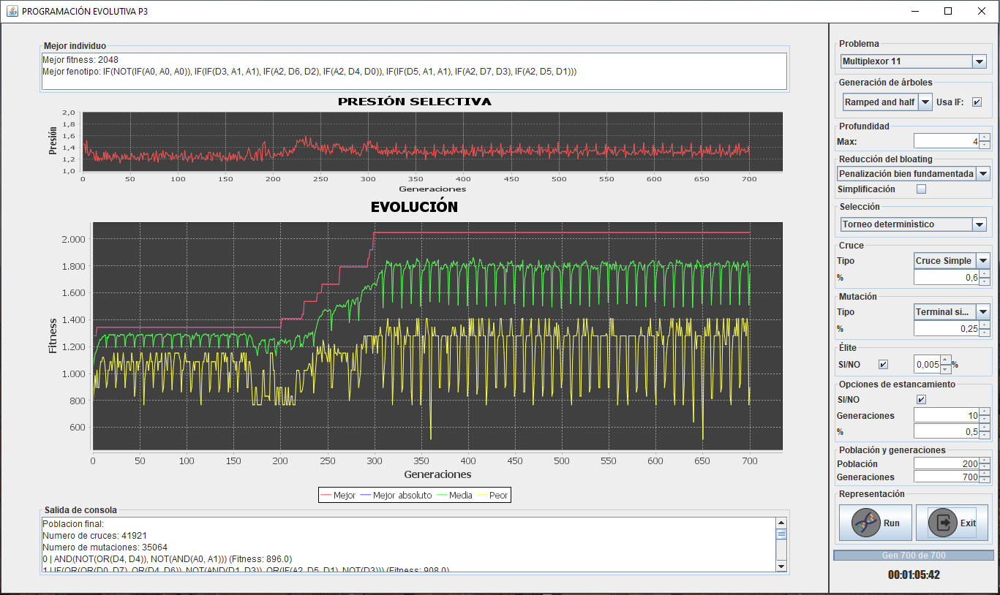 PROGRAMACIÓN EVOLUTIVA P3
Mejor individuo
Mejor fitness: 2048
Mejor fenotipo: IF(NOT(IF(A0, A0, A0)), IF(IF(D3, A1, A1), IF(A2, D6, D2), IF(A2, D4, D0)), IF(IF(D5, A1, A1), IF(A2, D7, D3), IF(A2, D5, D1)))
PRESIÓN SELECTIVA
Presión
2,0
1,8
1,6
1,4
1,2
1,0
0 50 100 150 200 250 300 350 400 450 500 550 600 650 700
Generaciones
EVOLUCIÓN
Fitness
2.000
1.800
1.600
1.400
1.200
1.000
800
600
0 50 100 150 200 250 300 350 400 450 500 550 600 650 700
Generaciones
Mejor Mejor absoluto Media Peor
Salida de consola
Poblacion final:
Numero de cruces: 41921
Numero de mutaciones: 35064
0 | AND(NOT(OR(D4, D4)), NOT(AND(A0, A1))) (Fitness: 896.0)
1 | IF(OR(OR(D0, D7), OR(D4, D6)), NOT(AND(D1, D3)), OR(IF(A2, D5, D1), NOT(D3))) (Fitness: 908.0)
Problema
Multiplexor 11
Generación de árboles
Ramped and half Usa IF:
Profundidad
Max: 4
Reducción del bloating
Penalización bien fundamentada
Simplificación
Selección
Torneo determinístico
Cruce
Tipo Cruce Simple
% 0,6
Mutación
Tipo Terminal si...
% 0,25
Élite
SI/NO 0,005 %
Opciones de estancamiento
SI/NO
Generaciones 10
% 0,5
Población y generaciones
Población 200
Generaciones 700
Representación
Run Exit
Gen 700 de 700
00:01:05:42